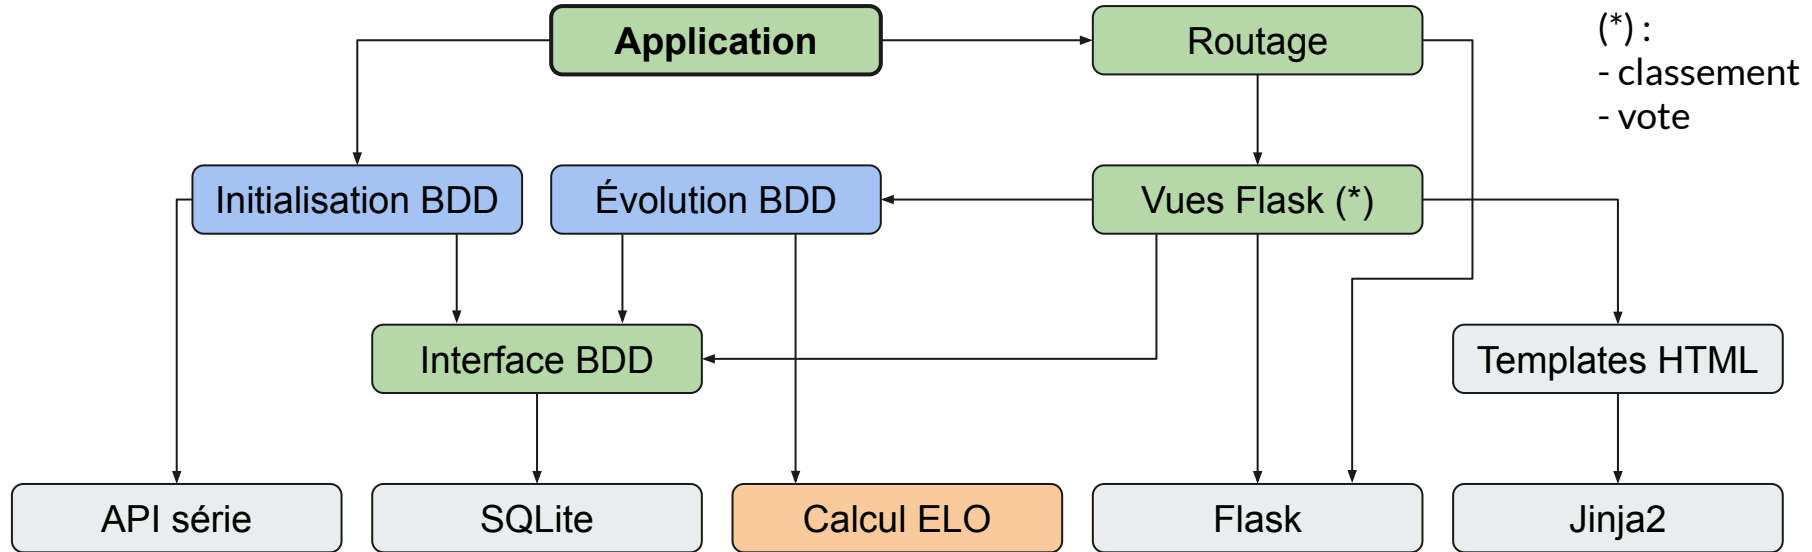 Application
Routage
(*) :
- classement
- vote
Initialisation BDD
Évolution BDD
Vues Flask (*)
Interface BDD
Templates HTML
API série
SQLite
Calcul ELO
Flask
Jinja2